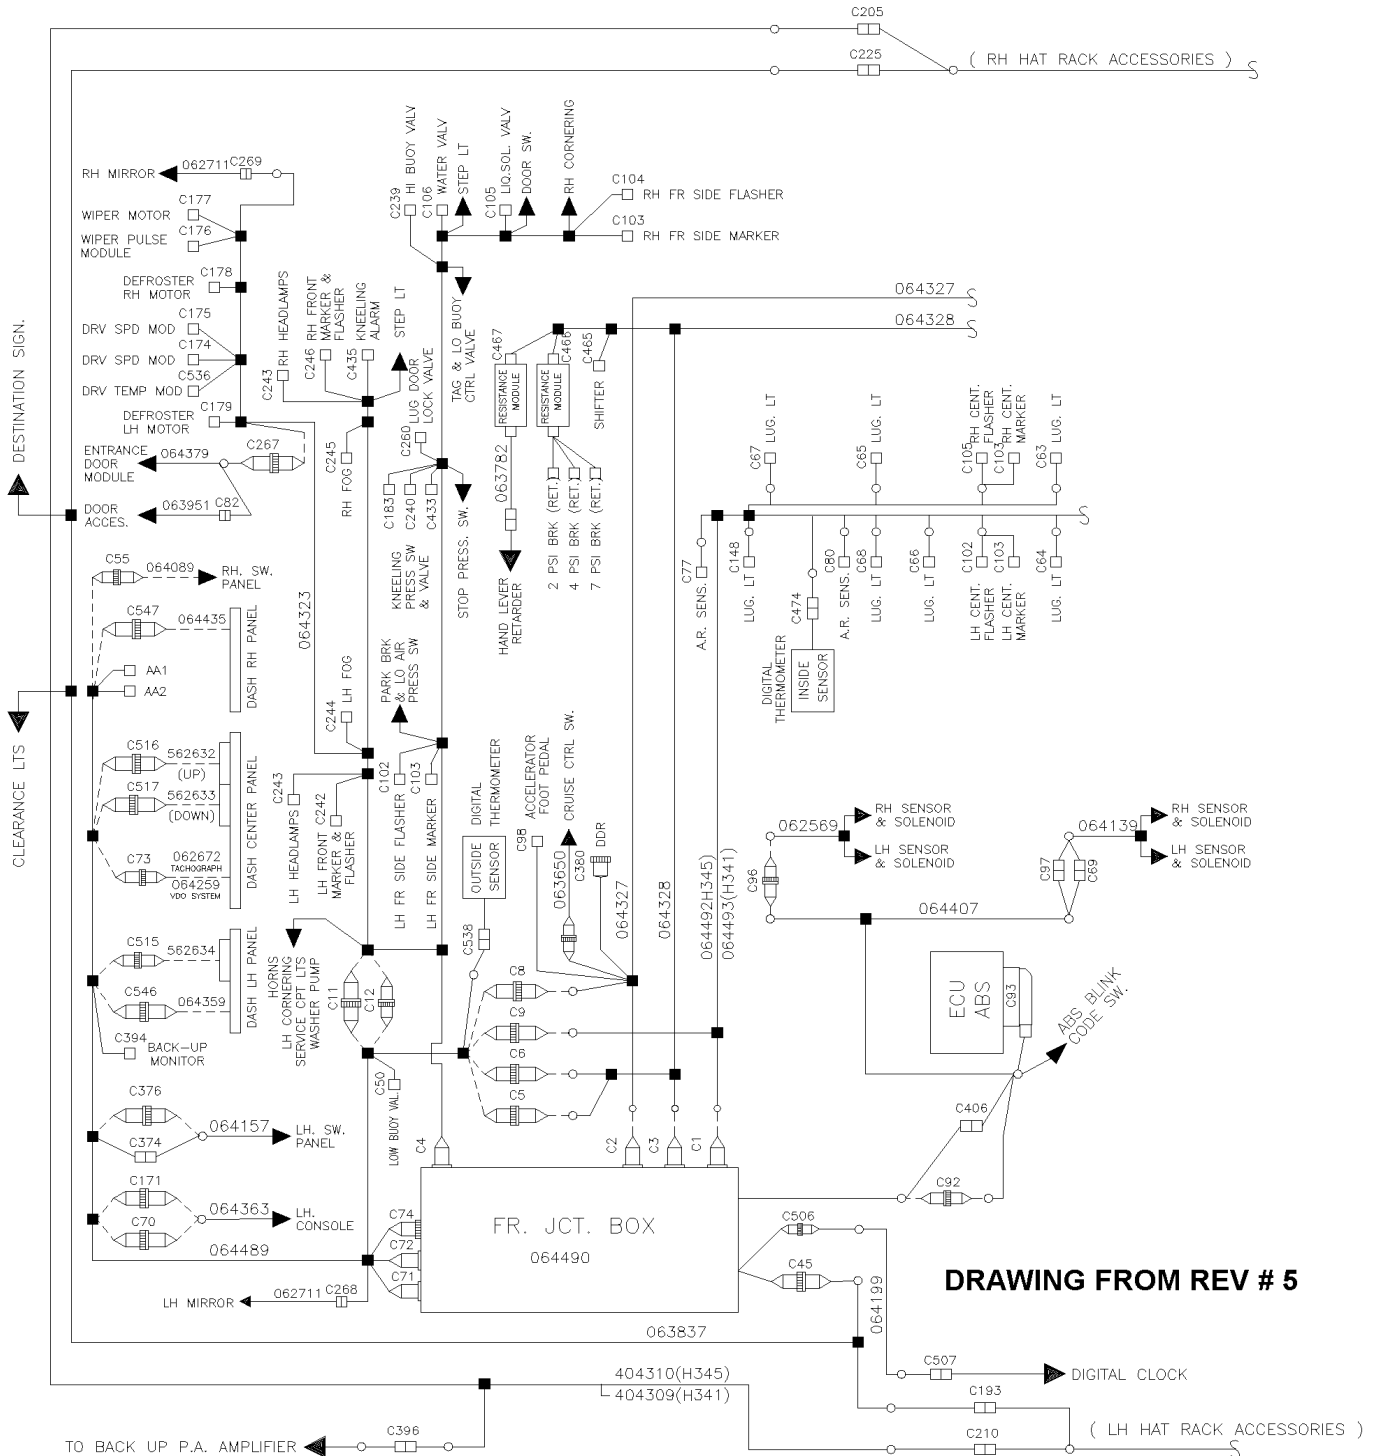 C205
C225
( RH HAT RACK ACCESSORIES )
RH MIRROR
062711
C269
C177
WIPER MOTOR
C176
WIPER PULSE
MODULE
C178
DEFROSTER
RH MOTOR
C175
DRV SPD MOD
C174
DRV SPD MOD
C536
DRV TEMP MOD
C179
DEFROSTER
LH MOTOR
ENTRANCE
DOOR
MODULE
064379
C267
DOOR
ACCES.
063951
C82
DESTINATION SIGN.
CLEARANCE LTS
C239
HI BUOY VALV
C106
WATER VALV
STEP LT
C105
LIQ.SOL. VALV
DOOR SW.
RH CORNERING
C104
RH FR SIDE FLASHER
C103
RH FR SIDE MARKER
TAG & LO BUOY
CTRL VALVE
C243
RH HEADLAMPS
C246
RH FRONT
MARKER &
FLASHER
C435
KNEELING
ALARM
STEP LT
C245
RH FOG
C260
LUG DOOR
LOCK VALVE
C183
C240
C433
KNEELING
PRESS SW
& VALVE
STOP PRESS. SW.
064327
064328
C467
RESISTANCE
MODULE
C466
RESISTANCE
MODULE
C465
SHIFTER
063782
HAND LEVER
RETARDER
2 PSI BRK (RET.)
4 PSI BRK (RET.)
7 PSI BRK (RET.)
C67
LUG. LT
C65
LUG. LT
C105
RH CENT.
FLASHER
C103
RH CENT.
MARKER
C63
LUG. LT
C77
A.R. SENS.
C148
LUG. LT
C474
DIGITAL
THERMOMETER
INSIDE
SENSOR
C80
A.R. SENS.
C68
LUG. LT
C66
LUG. LT
C102
LH CENT.
FLASHER
C103
LH CENT.
MARKER
C64
LUG. LT
C55
064089
RH. SW.
PANEL
C547
064435
DASH RH PANEL
AA1
AA2
064323
C244
LH FOG
PARK BRK
& LO AIR
PRESS SW
C516
562632
(UP)
C517
562633
(DOWN)
C73
062672
TACHOGRAPH
064259
VDO SYSTEM
DASH CENTER PANEL
C243
LH HEADLAMPS
C242
LH FRONT
MARKER &
FLASHER
C102
LH FR SIDE FLASHER
C103
LH FR SIDE MARKER
DIGITAL
THERMOMETER
OUTSIDE
SENSOR
C538
C98
ACCELERATOR
FOOT PEDAL
063650
CRUISE CTRL SW.
C380
DDR
064327
064328
064492(H345)
064493(H341)
062569
RH SENSOR
& SOLENOID
LH SENSOR
& SOLENOID
C96
064139
RH SENSOR
& SOLENOID
LH SENSOR
& SOLENOID
C97
C69
064407
ECU
ABS
C93
ABS BLINK
CODE SW.
C515
562634
C546
064359
DASH LH PANEL
C394
BACK-UP
MONITOR
HORNS
LH CORNERING
SERVICE CPT LTS
WASHER PUMP
C11
C12
C8
C9
C6
C5
C50
LOW BUOY VAL.
C376
C374
064157
LH. SW.
PANEL
C171
C70
064363
LH.
CONSOLE
064489
C4
C2
C3
C1
C406
C92
C74
C72
C71
FR. JCT. BOX
064490
C506
C45
064199
LH MIRROR
062711
C268
DRAWING FROM REV # 5
063837
C507
DIGITAL CLOCK
404310(H345)
404309(H341)
C193
C210
( LH HAT RACK ACCESSORIES )
TO BACK UP P.A. AMPLIFIER
C396